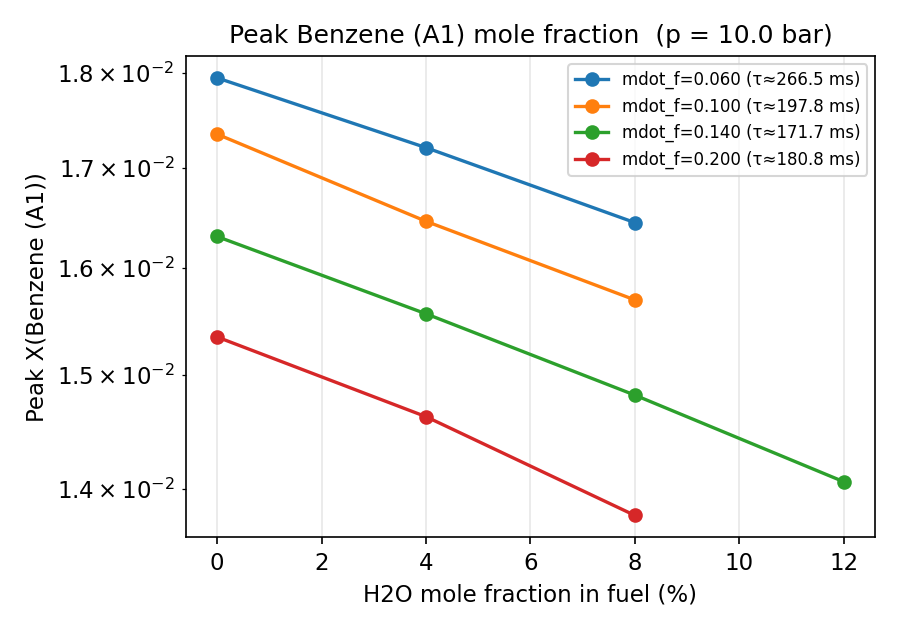 Peak Benzene (A1) mole fraction  (p = 10.0 bar)
mdot_f=0.060 (τ≈266.5 ms)
mdot_f=0.100 (τ≈197.8 ms)
mdot_f=0.140 (τ≈171.7 ms)
mdot_f=0.200 (τ≈180.8 ms)
Peak X(Benzene (A1))
1.8 × 10⁻²
1.7 × 10⁻²
1.6 × 10⁻²
1.5 × 10⁻²
1.4 × 10⁻²
0 2 4 6 8 10 12
H2O mole fraction in fuel (%)